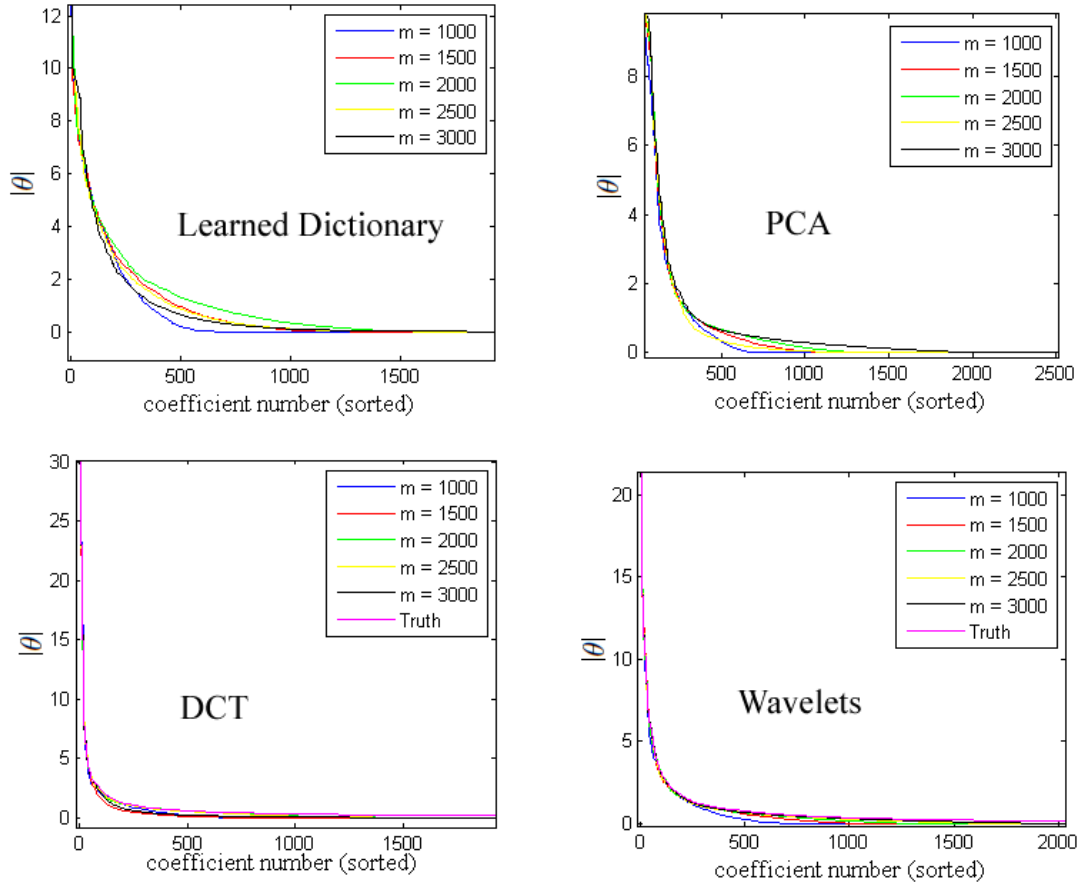 12
10
8
6
4
2
0
|θ|
m = 1000
m = 1500
m = 2000
m = 2500
m = 3000
Learned Dictionary
0 500 1000 1500
coefficient number (sorted)
8
6
4
2
0
|θ|
m = 1000
m = 1500
m = 2000
m = 2500
m = 3000
PCA
500 1000 1500 2000 2500
coefficient number (sorted)
30
25
20
15
10
5
0
|θ|
m = 1000
m = 1500
m = 2000
m = 2500
m = 3000
Truth
DCT
0 500 1000 1500
coefficient number (sorted)
20
15
10
5
0
|θ|
m = 1000
m = 1500
m = 2000
m = 2500
m = 3000
Truth
Wavelets
0 500 1000 1500 2000
coefficient number (sorted)